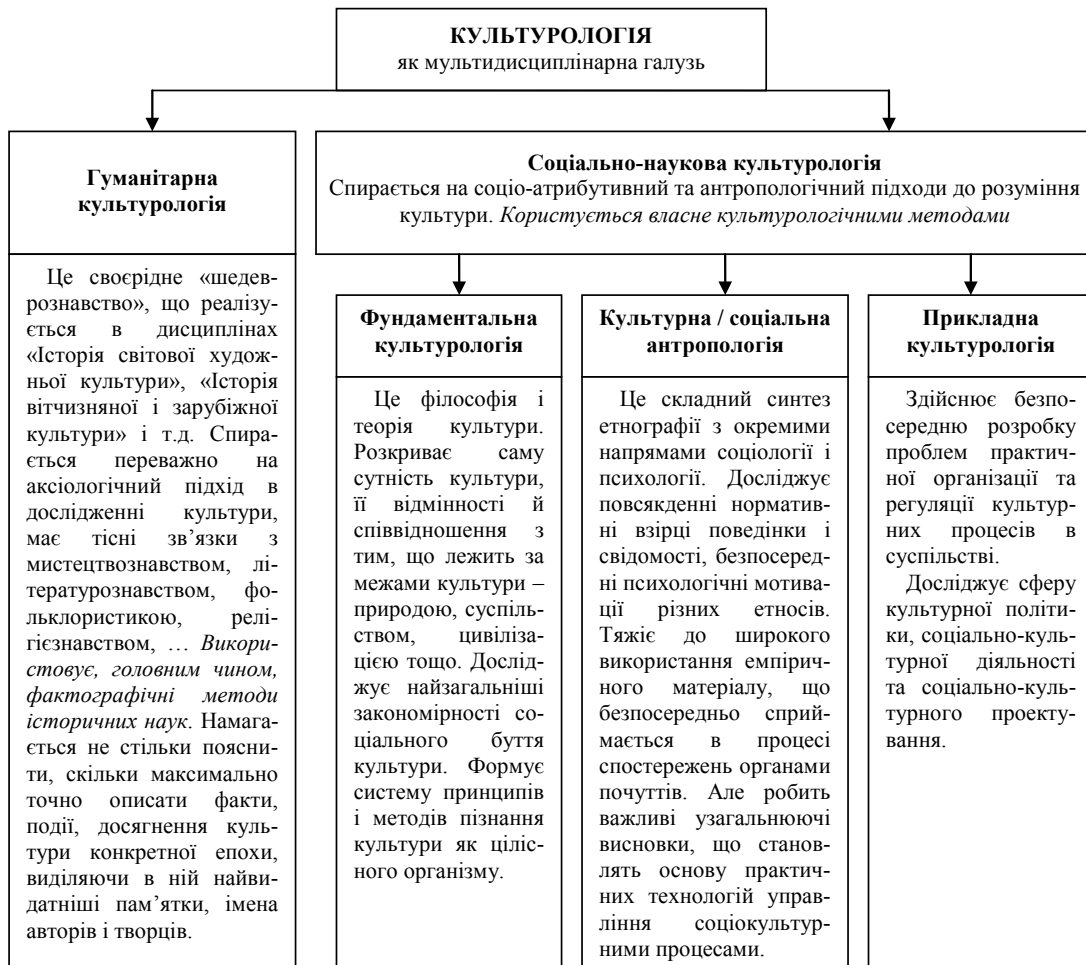 КУЛЬТУРОЛОГІЯ
як мультидисциплінарна галузь
Гуманітарна
культурологія
Це своєрідне «шедев-
рознавство», що реалізу-
ється в дисциплінах
«Історія світової худож-
ньої культури», «Історія
вітчизняної і зарубіжної
культури» і т.д. Спира-
ється переважно на
аксіологічний підхід в
дослідженні культури,
має тісні зв’язки з
мистецтвознавством, лі-
тературознавством, фо-
льклористикою, релі-
гієзнавством, … Викори-
стовує, головним чином,
фактографічні методи
історичних наук. Намага-
ється не стільки поясни-
ти, скільки максимально
точно описати факти,
події, досягнення куль-
тури конкретної епохи,
виділяючи в ній найви-
датніші пам’ятки, імена
авторів і творців.
Соціально-наукова культурологія
Спирається на соціо-атрибутивний та антропологічний підходи до розуміння
культури. Користується власне культурологічними методами
Фундаментальна
культурологія
Це філософія і
теорія культури.
Розкриває саму
сутність культури,
її відмінності й
співвідношення з
тим, що лежить за
межами культури –
природою, суспіль-
ством, цивіліза-
цією тощо. Дослід-
жує найзагальніші
закономірності со-
ціального буття
культури. Формує
систему принципів
і методів пізнання
культури як цілісс-
ного організму.
Культурна / соціальна
антропологія
Це складний синтез
етнографії з окремими
напрямами соціології і
психології. Досліджує
повсякденні норматив-
ні взірці поведінки і
свідомості, безпосеред-
ні психологічні мотива-
ції різних етносів.
Тяжіє до широкого
використання емпірич-
ного матеріалу, що
безпосередньо сприй-
мається в процесі
спостережень органами
почуттів. Але робить
важливі узагальнюючі
висновки, що станов-
лять основу практич-
них технологій управ-
ління соціокультур-
ними процесами.
Прикладна
культурологія
Здійснює безпо-
середню розробку
проблем практич-
ної організації та
регуляції культур-
них процесів в
суспільстві.
Досліджує сферу
культурної політи-
ки, соціально-куль-
турної діяльності
та соціально-куль-
турного проекту-
вання.